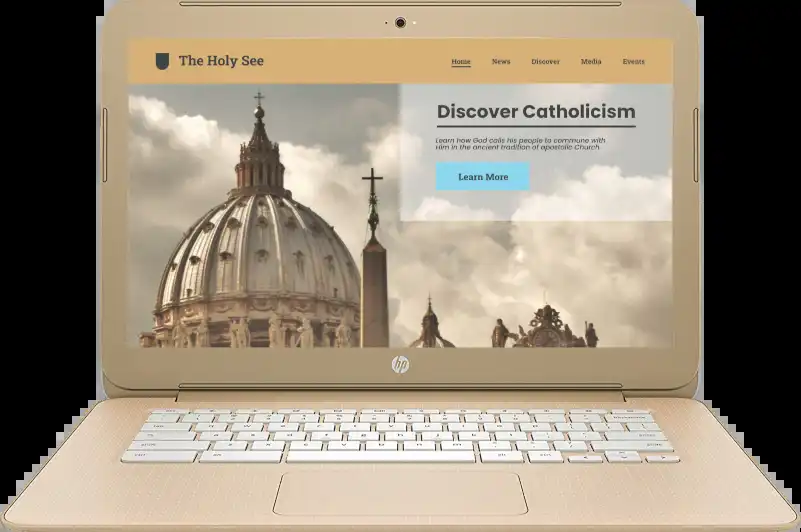 The Holy See
Home News Discover Media Events
Discover Catholicism
Learn how God calls his people to commune with
Him in the ancient tradition of apostolic Church.
Learn More
hp